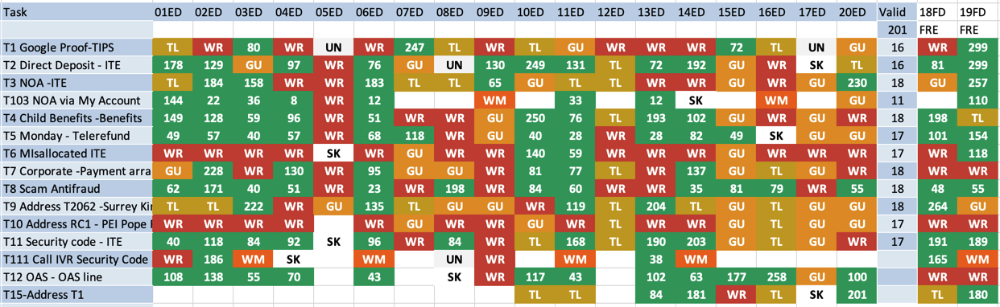 Task 01ED 02ED 03ED 04ED 05ED 06ED 07ED 08ED 09ED 10ED 11ED 12ED 13ED 14ED 15ED 16ED 17ED 20ED Valid 18FD 19FD
201 FRE FRE
T1 Google Proof-TIPS TL WR 80 WR UN WR 247 TL WR TL GU WR WR WR 72 TL UN GU 16 WR 299
T2 Direct Deposit - ITE 178 129 GU 97 WR 76 GU UN 130 249 131 TL 72 192 GU WR SK TL 16 81 299
T3 NOA -ITE TL 184 158 WR WR 183 TL TL 65 GU TL TL WR WR GU WR GU 230 18 GU 257
T103 NOA via My Account 144 22 36 8 WR 12 WM 33 12 SK WM GU 11 110
T4 Child Benefits -Benefits 149 128 59 96 WR 51 WR WR GU 250 76 TL 193 102 GU WR GU WR 18 198 TL
T5 Monday - Telerefund 49 57 40 57 WR 68 118 WR GU 40 28 WR 28 82 49 SK GU GU 17 101 154
T6 MIsallocated ITE WR WR WR WR SK WR GU WR WR 140 59 WR WR WR GU WR WR WR 17 WR 118
T7 Corporate -Payment arra GU 228 WR 130 WR 95 GU GU WR 81 77 TL WR 137 GU TL GU WR 18 WR WR
T8 Scam Antifraud 62 171 40 51 WR 23 WR 198 WR 84 60 WR WR 35 81 79 WR 55 18 48 55
T9 Address T2062 -Surrey Ki TL TL 222 WR GU 135 TL GU GU WR 119 TL 204 TL GU TL GU GU 18 264 GU
T10 Address RC1 - PEI Pope WR WR WR WR WR GU WR WR GU WR TL WR WR GU TL GU GU 17 WR WR
T11 Security code - ITE 40 118 84 92 SK 96 WR 84 WR TL 168 TL 190 203 GU TL GU WR 17 191 189
T111 Call IVR Security Code WR 186 WM SK WM UN WR WM 38 WM 165 WM
T12 OAS - OAS line 108 138 55 70 43 SK WR 117 43 102 63 177 258 GU 100 WR WR
T15-Address T1 TL TL 84 181 WR TL SK 201 TL 180